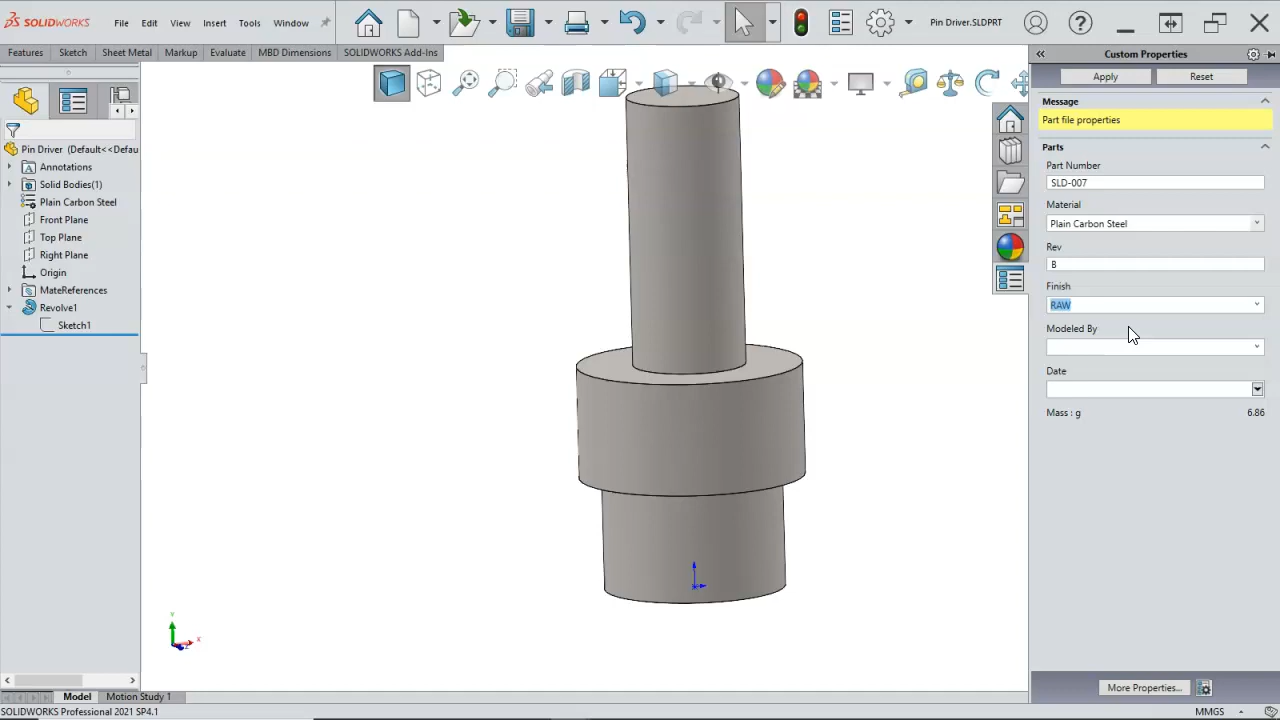 SOLIDWORKS File Edit View Insert Tools Window Pin Driver.SLDPRT
Features Sketch Sheet Metal Markup Evaluate MBD Dimensions SOLIDWORKS Add-Ins
Custom Properties
Apply Reset
Message
Part file properties
Parts
Part Number
SLD-007
Material
Plain Carbon Steel
Rev
B
Finish
RAW
Modeled By
Date
Mass : g 6.86
More Properties...
Pin Driver (Default<<Defau
Annotations
Solid Bodies(1)
Plain Carbon Steel
Front Plane
Top Plane
Right Plane
Origin
MateReferences
Revolve1
Sketch1
Y
X
Z
Model Motion Study 1
SOLIDWORKS Professional 2021 SP4.1 MMGS